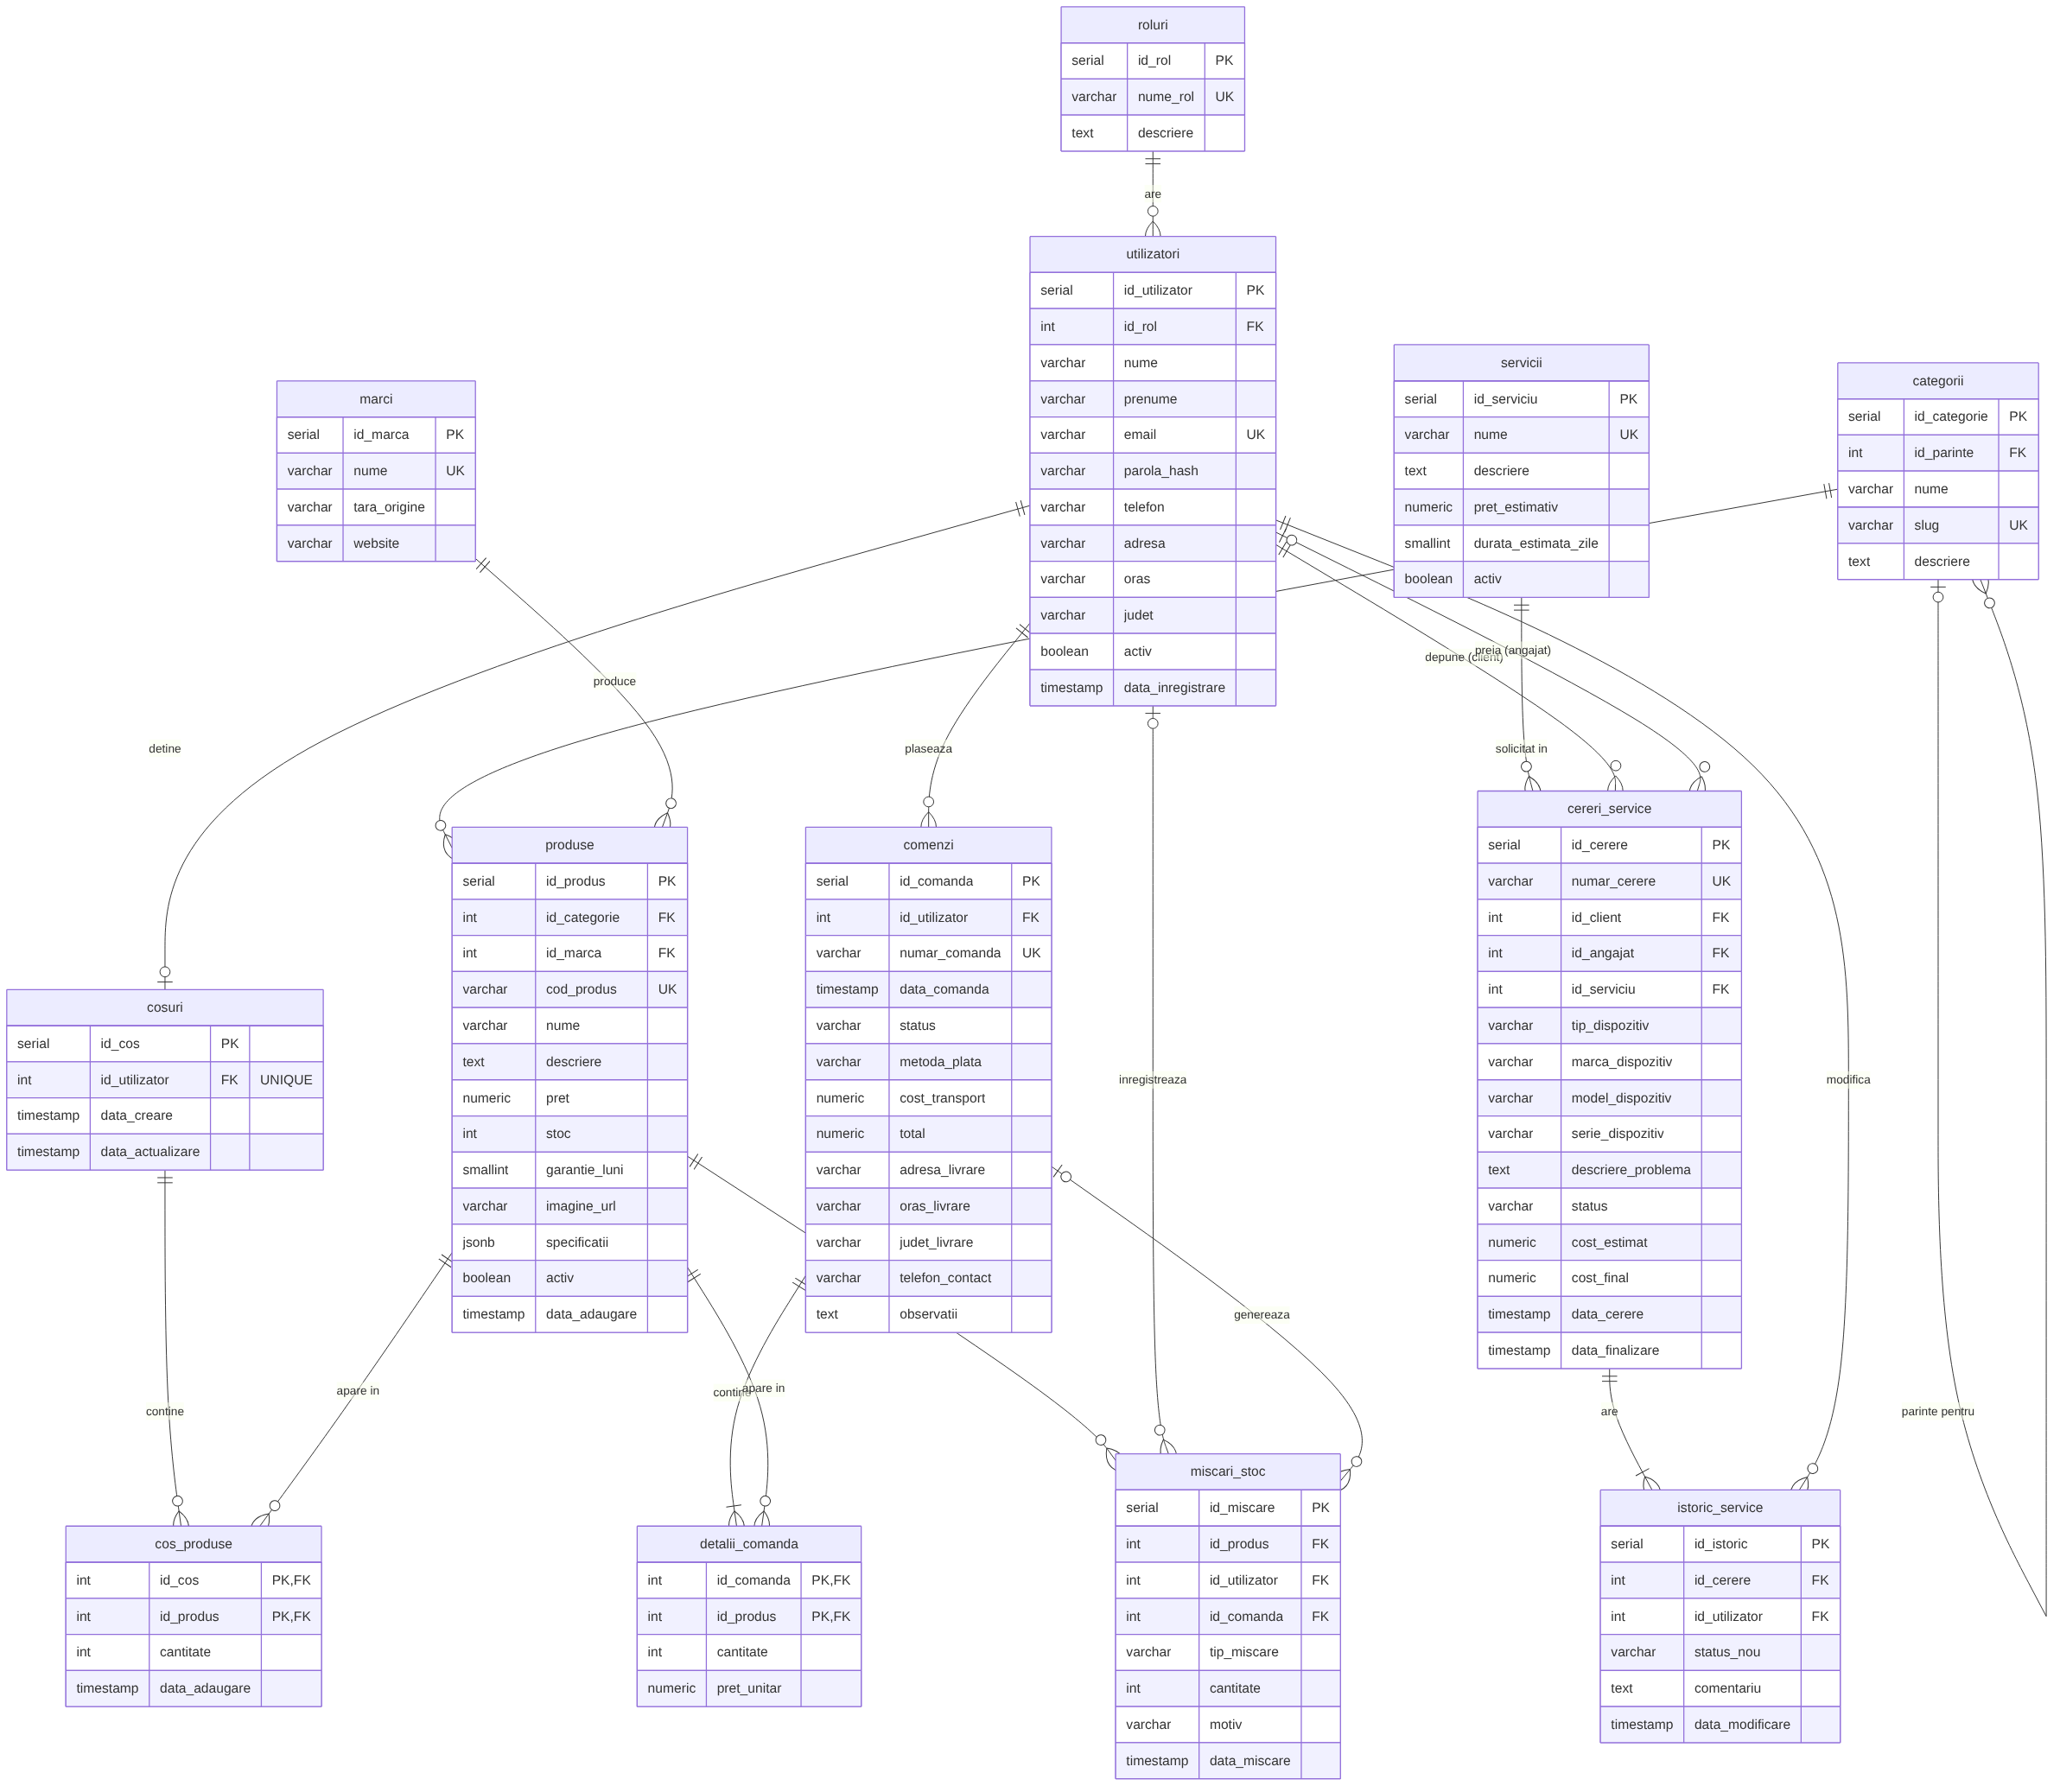 roluri
serial id_rol PK
varchar nume_rol UK
text descriere
are
utilizatori
serial id_utilizator PK
int id_rol FK
varchar nume
varchar prenume
varchar email UK
varchar parola_hash
varchar telefon
varchar adresa
varchar oras
varchar judet
boolean activ
timestamp data_inregistrare
servicii
serial id_serviciu PK
varchar nume UK
text descriere
numeric pret_estimativ
smallint durata_estimata_zile
boolean activ
categorii
serial id_categorie PK
int id_parinte FK
varchar nume
varchar slug UK
text descriere
marci
serial id_marca PK
varchar nume UK
varchar tara_origine
varchar website
produce
depune (client)
preia (angajat)
detine
plaseaza
solicitat in
produse
serial id_produs PK
int id_categorie FK
int id_marca FK
varchar cod_produs UK
varchar nume
text descriere
numeric pret
int stoc
smallint garantie_luni
varchar imagine_url
jsonb specificatii
boolean activ
timestamp data_adaugare
comenzi
serial id_comanda PK
int id_utilizator FK
varchar numar_comanda UK
timestamp data_comanda
varchar status
varchar metoda_plata
numeric cost_transport
numeric total
varchar adresa_livrare
varchar oras_livrare
varchar judet_livrare
varchar telefon_contact
text observatii
cereri_service
serial id_cerere PK
varchar numar_cerere UK
int id_client FK
int id_angajat FK
int id_serviciu FK
varchar tip_dispozitiv
varchar marca_dispozitiv
varchar model_dispozitiv
varchar serie_dispozitiv
text descriere_problema
varchar status
numeric cost_estimat
numeric cost_final
timestamp data_cerere
timestamp data_finalizare
cosuri
serial id_cos PK
int id_utilizator FK UNIQUE
timestamp data_creare
timestamp data_actualizare
inregistreaza
modifica
genereaza
apare in
contine
contine
apare in
are
parinte pentru
cos_produse
int id_cos PK,FK
int id_produs PK,FK
int cantitate
timestamp data_adaugare
detalii_comanda
int id_comanda PK,FK
int id_produs PK,FK
int cantitate
numeric pret_unitar
miscari_stoc
serial id_miscare PK
int id_produs FK
int id_utilizator FK
int id_comanda FK
varchar tip_miscare
int cantitate
varchar motiv
timestamp data_miscare
istoric_service
serial id_istoric PK
int id_cerere FK
int id_utilizator FK
varchar status_nou
text comentariu
timestamp data_modificare